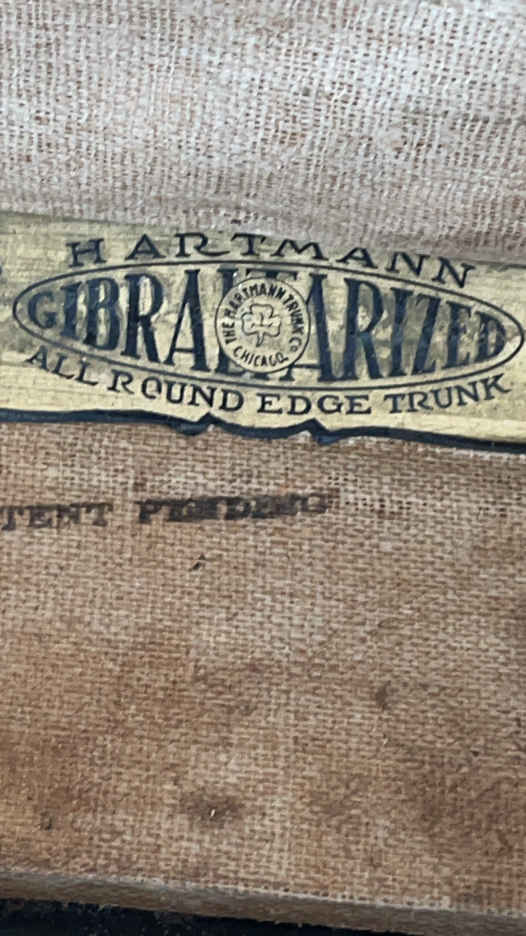 HARTMANN
GIBRALTARIZED
THE HARTMANN TRUNK CO.
CHICAGO.
ALL ROUND EDGE TRUNK
TENT PENDING